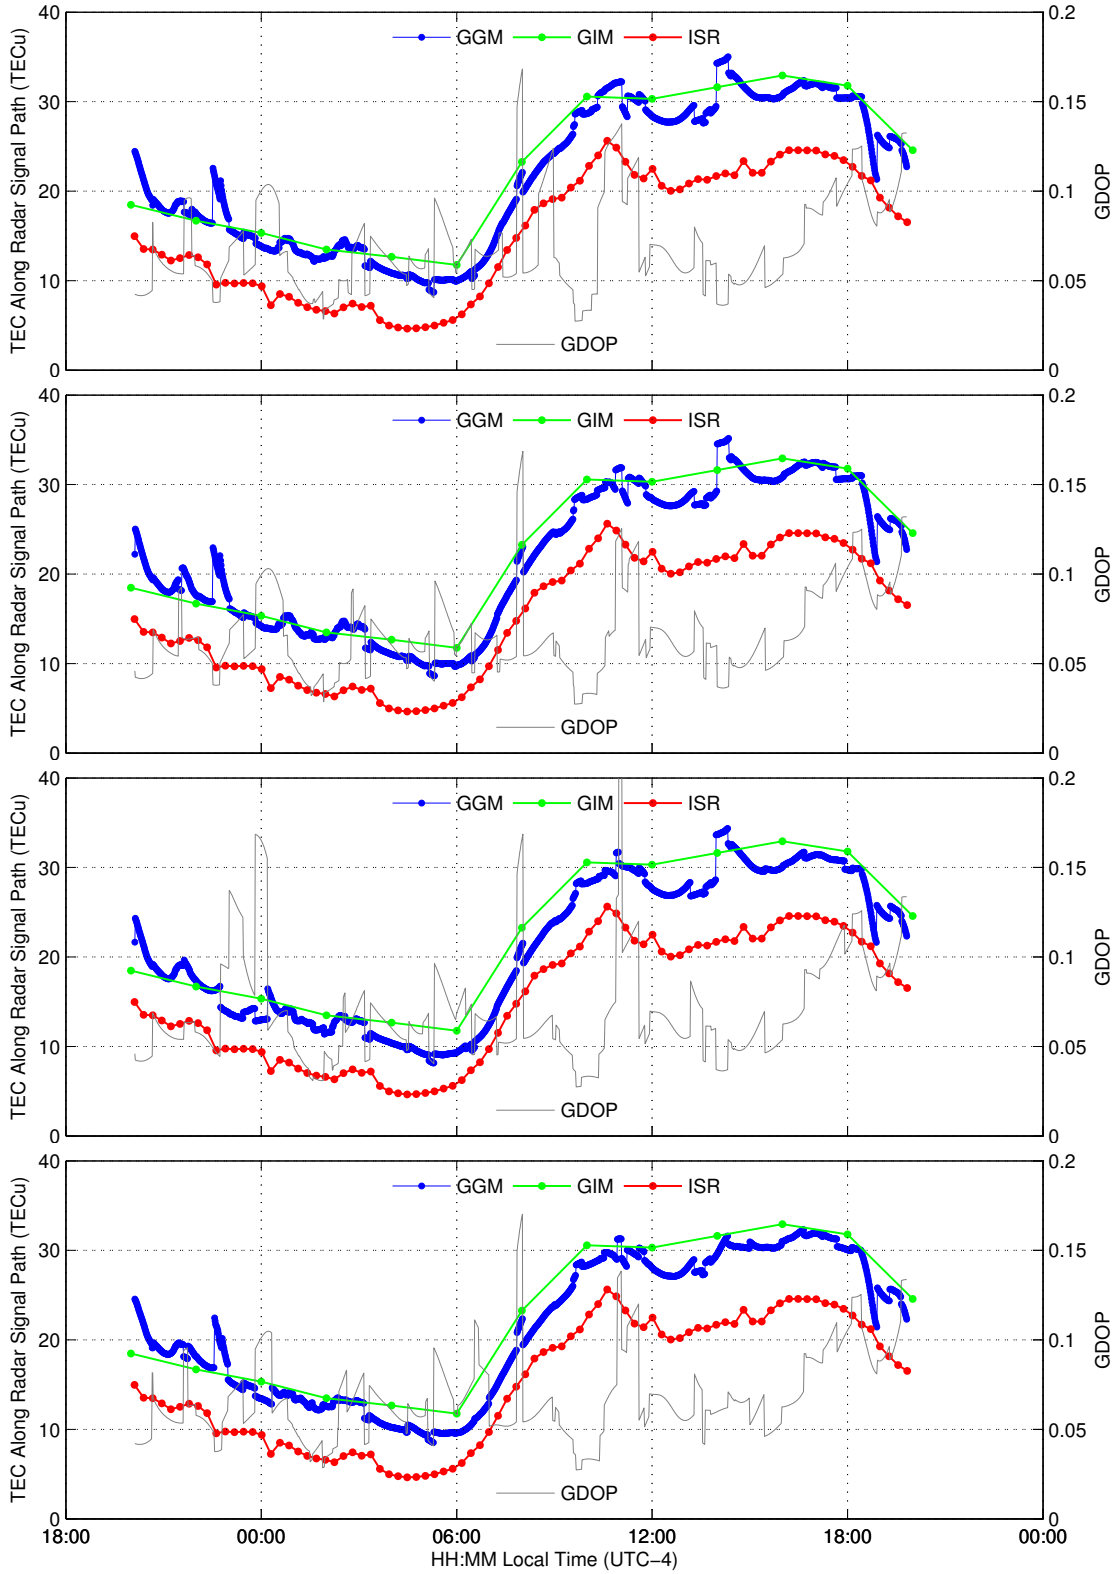 40 0.2
GGM GIM ISR
30 0.15
20 0.1
10 0.05
GDOP
0 0
TEC Along Radar Signal Path (TECu)
GDOP
40 0.2
GGM GIM ISR
30 0.15
20 0.1
10 0.05
GDOP
0 0
TEC Along Radar Signal Path (TECu)
GDOP
40 0.2
GGM GIM ISR
30 0.15
20 0.1
10 0.05
GDOP
0 0
TEC Along Radar Signal Path (TECu)
GDOP
40 0.2
GGM GIM ISR
30 0.15
20 0.1
10 0.05
GDOP
0 0
TEC Along Radar Signal Path (TECu)
GDOP
18:00 00:00 06:00 12:00 18:00 00:00
HH:MM Local Time (UTC−4)